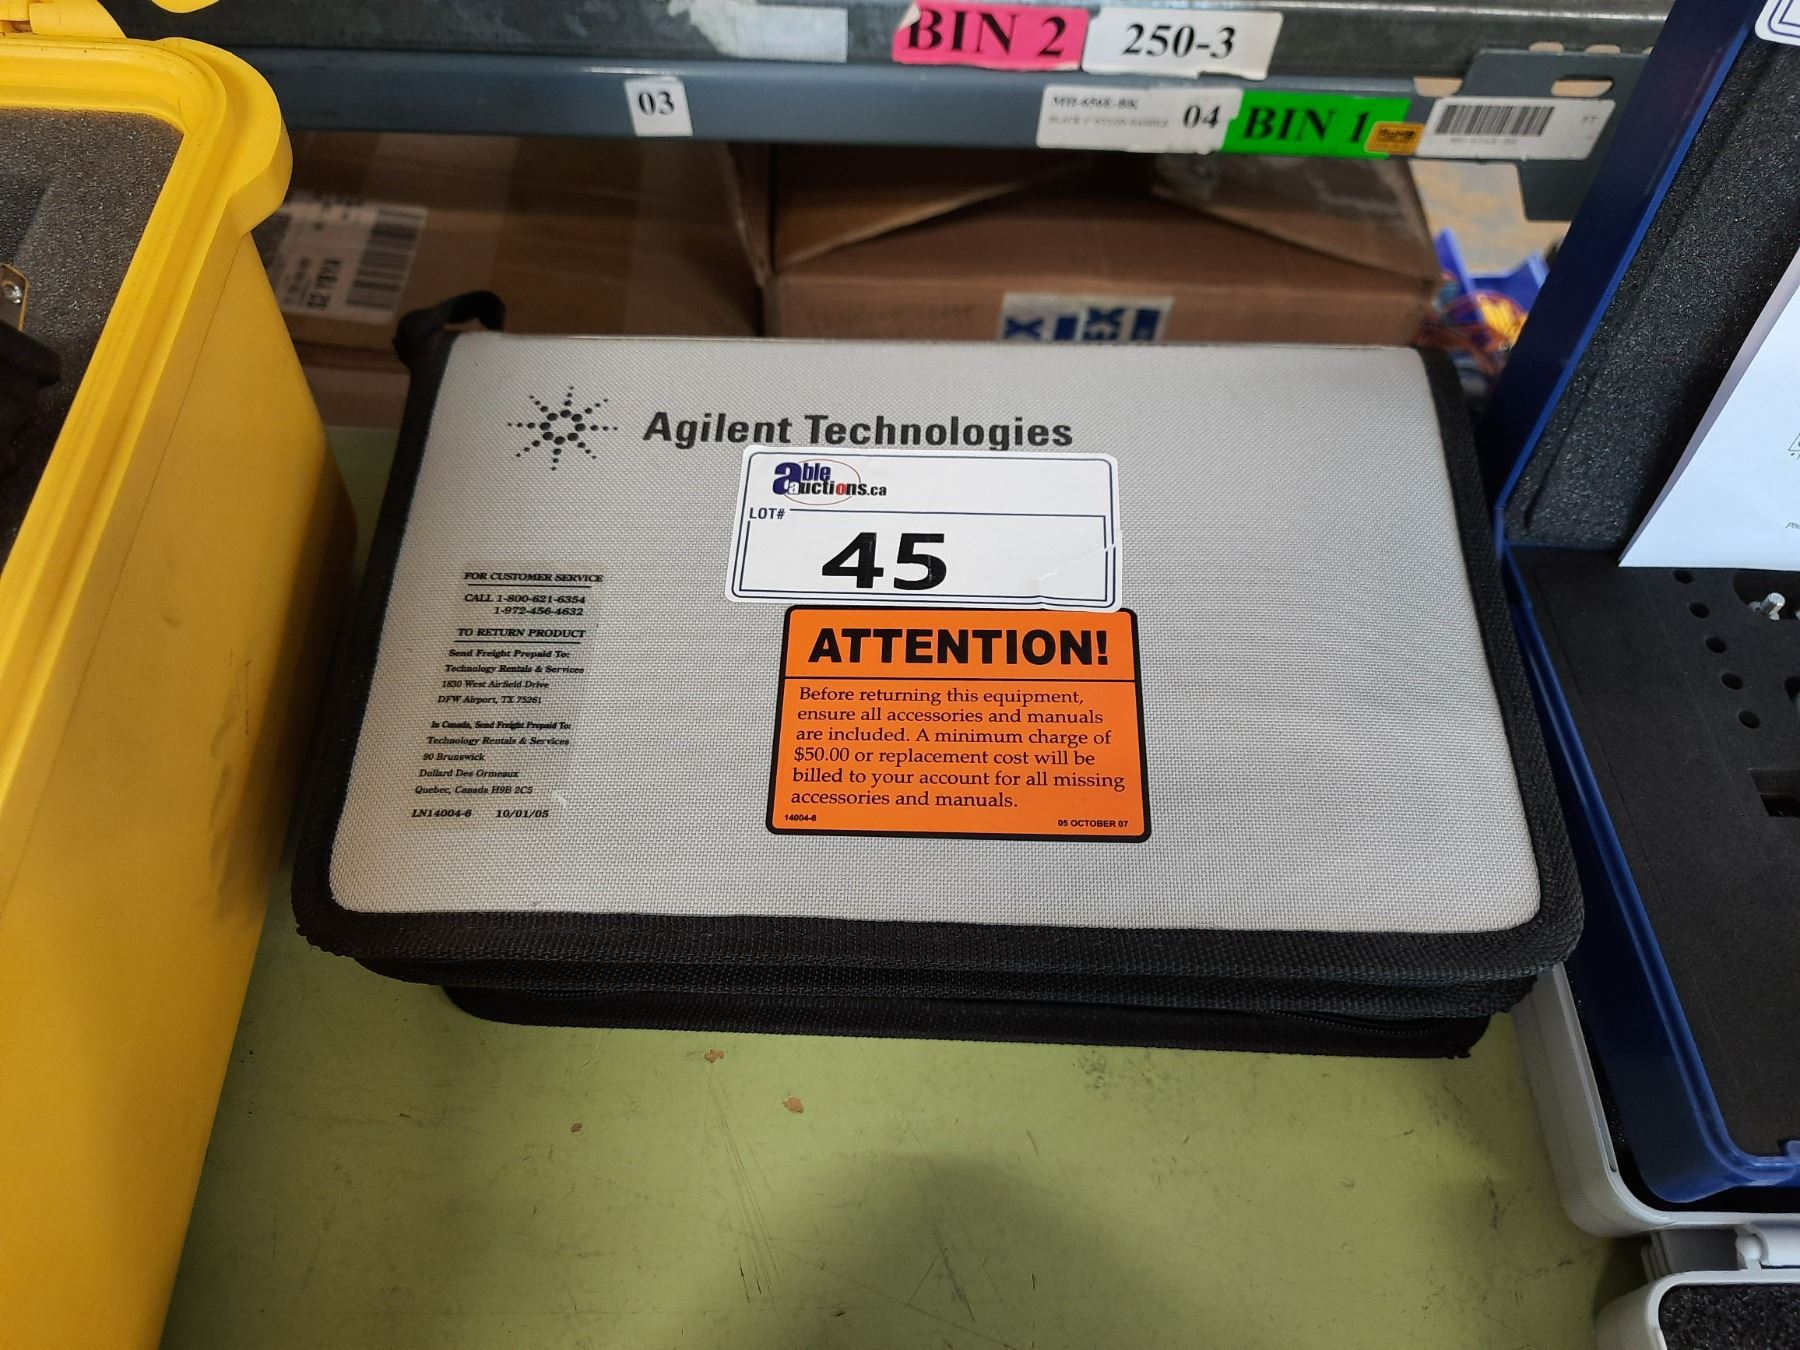 BIN 2
250-3
03
04
BIN 1
Agilent Technologies
able
auctions.ca
LOT#
45
FOR CUSTOMER SERVICE
CALL 1-800-621-6354
1-972-456-4632
TO RETURN PRODUCT
Send Freight Prepaid To:
Technology Rentals & Services
1830 West Airfield Drive
DFW Airport, TX 75261
In Canada, Send Freight Prepaid To:
Technology Rentals & Services
90 Brunswick
Dollard Des Ormeaux
Quebec, Canada H9B 2C5
LN14004-6 10/01/05
ATTENTION!
Before returning this equipment,
ensure all accessories and manuals
are included. A minimum charge of
$50.00 or replacement cost will be
billed to your account for all missing
accessories and manuals.
14004-6 05 OCTOBER 07